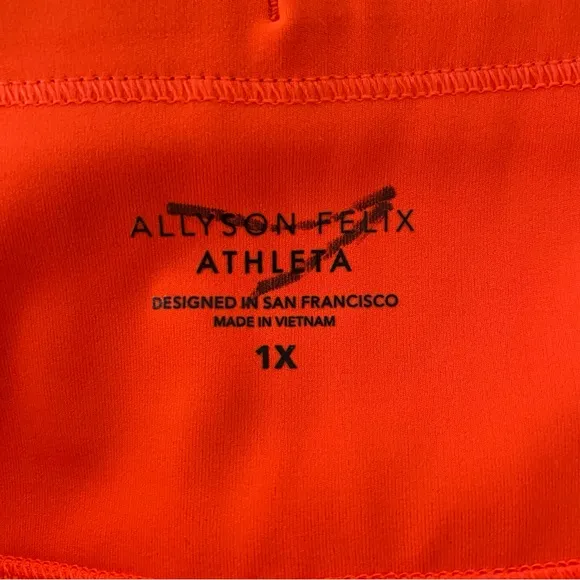 ALLYSON FELIX
ATHLETA
DESIGNED IN SAN FRANCISCO
MADE IN VIETNAM
1X